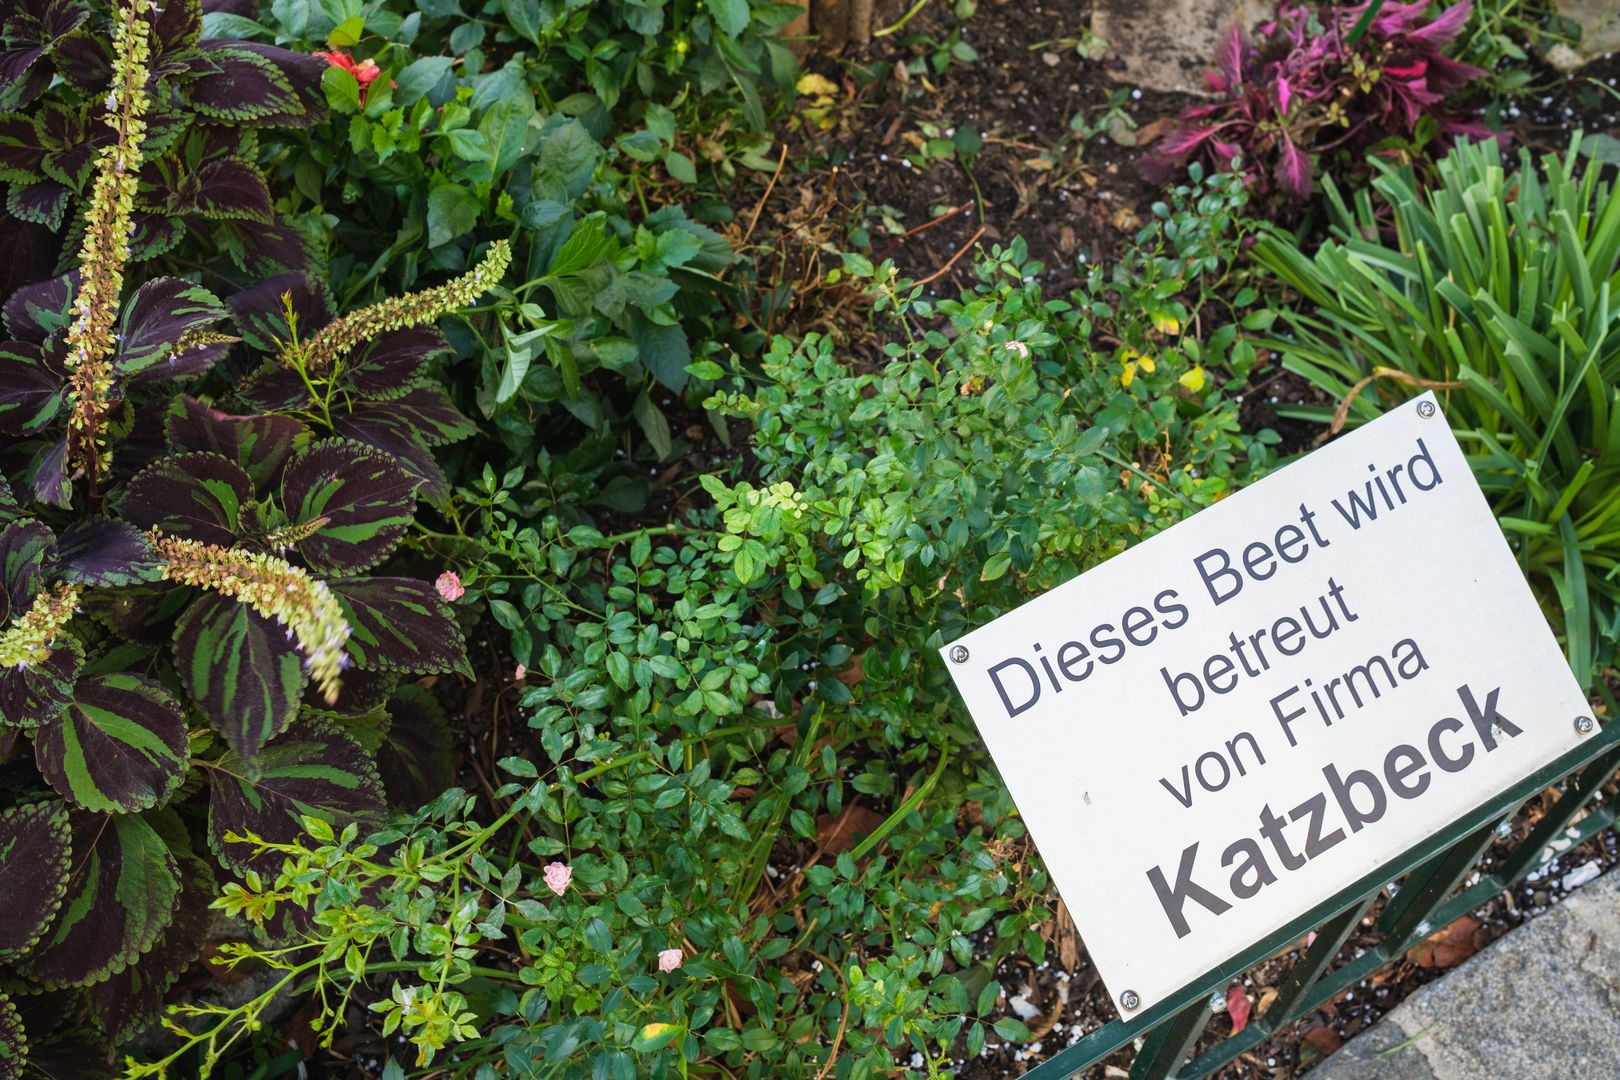 Dieses Beet wird
betreut
von Firma
Katzbeck